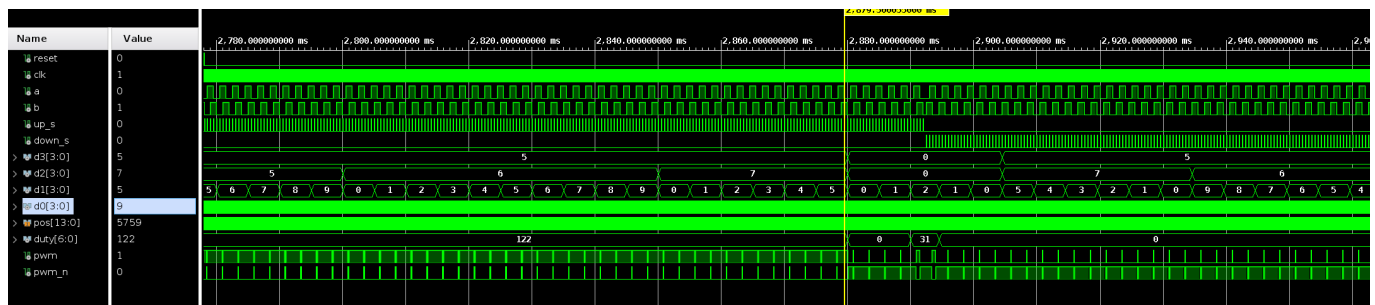 2,879.500055000 ms
Name Value
2,780.000000000 ms 2,800.000000000 ms 2,820.000000000 ms 2,840.000000000 ms 2,860.000000000 ms 2,880.000000000 ms 2,900.000000000 ms 2,920.000000000 ms 2,940.000000000 ms 2,9
reset 0
clk 1
a 0
b 1
up_s 0
down_s 0
d3[3:0] 5 5 0 5
d2[3:0] 7 5 6 7 0 7 6
d1[3:0] 5 5 6 7 8 9 0 1 2 3 4 5 6 7 8 9 0 1 2 3 4 5 0 1 2 1 0 5 4 3 2 1 0 9 8 7 6 5 4
d0[3:0] 9
pos[13:0] 5759
duty[6:0] 122 122 0 31 0
pwm 1
pwm_n 0